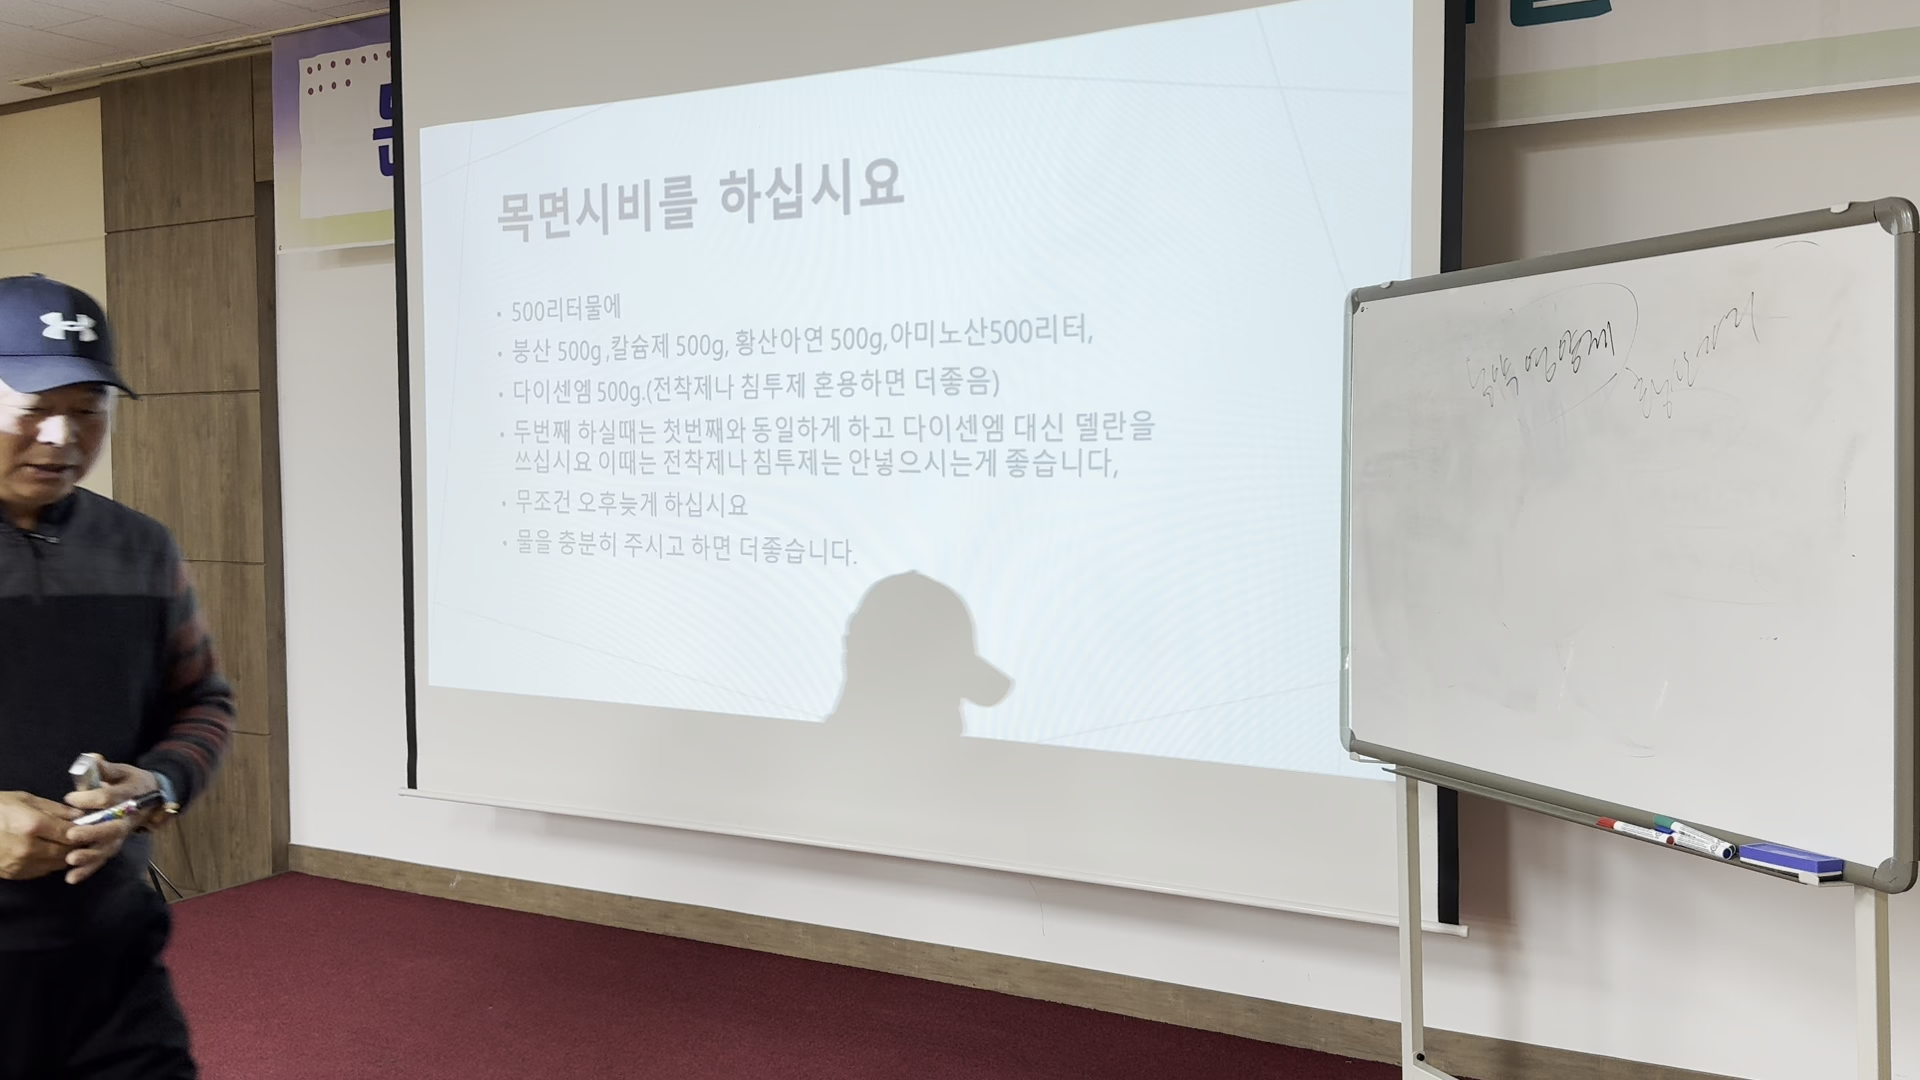 목면시비를 하십시요
• 500리터물에
• 붕산 500g ,칼슘제 500g, 황산아연 500g,아미노산500리터,
• 다이센엠 500g.(전착제나 침투제 혼용하면 더좋음)
• 두번째 하실때는 첫번째와 동일하게 하고 다이센엠 대신 델란을
쓰십시요 이때는 전착제나 침투제는 안넣으시는게 좋습니다,
• 무조건 오후늦게 하십시요
• 물을 충분히 주시고 하면 더좋습니다.